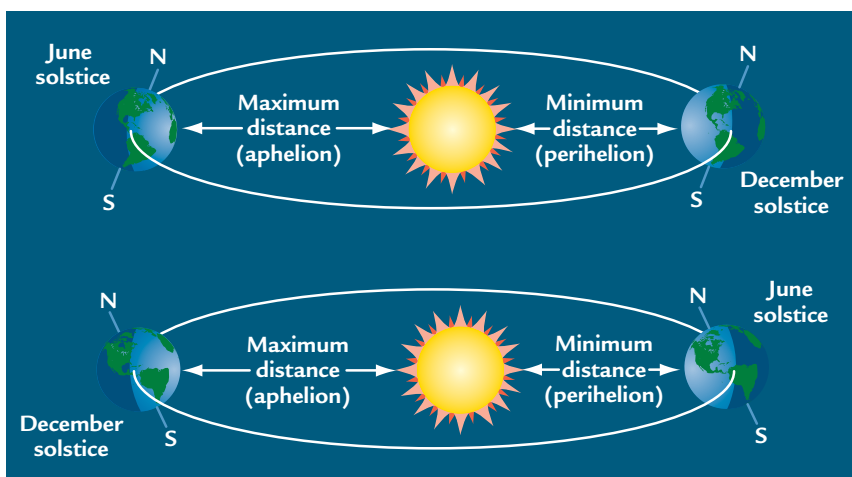 June
solstice
N
S
Maximum
distance
(aphelion)
Minimum
distance
(perihelion)
N
S
December
solstice
N
S
December
solstice
Maximum
distance
(aphelion)
Minimum
distance
(perihelion)
N
S
June
solstice